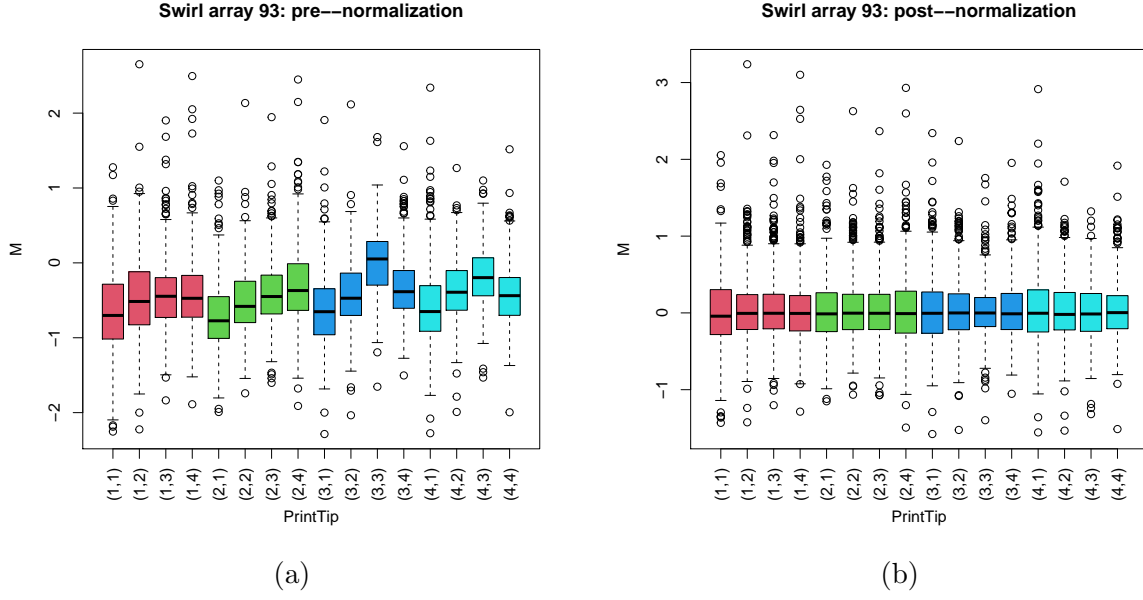 Swirl array 93: pre−−normalization
M
2
1
0
−1
−2
(1,1) (1,2) (1,3) (1,4) (2,1) (2,2) (2,3) (2,4) (3,1) (3,2) (3,3) (3,4) (4,1) (4,2) (4,3) (4,4)
PrintTip
(a)
Swirl array 93: post−−normalization
M
3
2
1
0
−1
(1,1) (1,2) (1,3) (1,4) (2,1) (2,2) (2,3) (2,4) (3,1) (3,2) (3,3) (3,4) (4,1) (4,2) (4,3) (4,4)
PrintTip
(b)